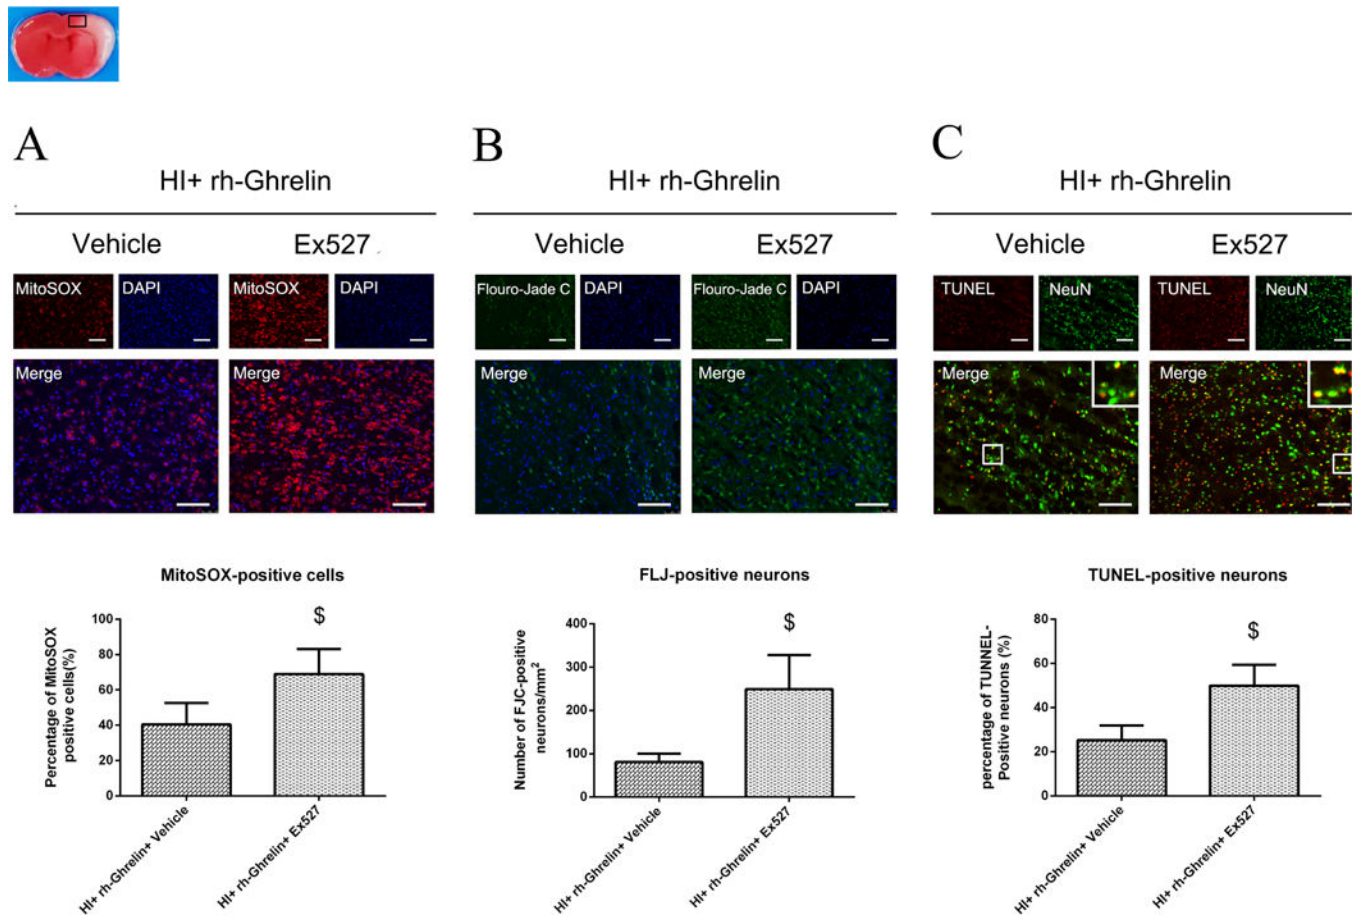 A
B
C
HI+ rh-Ghrelin
HI+ rh-Ghrelin
HI+ rh-Ghrelin
Vehicle
Ex527
Vehicle
Ex527
Vehicle
Ex527
MitoSOX
DAPI
MitoSOX
DAPI
Flouro-Jade C
DAPI
Flouro-Jade C
DAPI
TUNEL
NeuN
TUNEL
NeuN
Merge
Merge
Merge
Merge
Merge
Merge
MitoSOX-positive cells
Percentage of MitoSOX
positive cells(%)
100
80
60
40
20
0
$
HI+ rh-Ghrelin+ Vehicle
HI+ rh-Ghrelin+ Ex527
FLJ-positive neurons
Number of FJC-positive
neurons/mm²
400
300
200
100
0
$
HI+ rh-Ghrelin+ Vehicle
HI+ rh-Ghrelin+ Ex527
TUNEL-positive neurons
percentage of TUNNEL-
Positive neurons (%)
80
60
40
20
0
$
HI+ rh-Ghrelin+ Vehicle
HI+ rh-Ghrelin+ Ex527